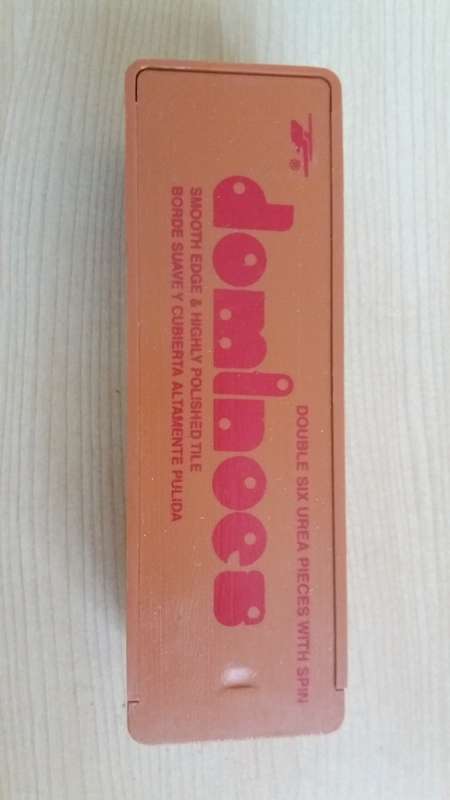 DOUBLE SIX UREA PIECES WITH SPIN
dominoes
SMOOTH EDGE & HIGHLY POLISHED TILE
BORDE SUAVE Y CUBIERTA ALTAMENTE PULIDA